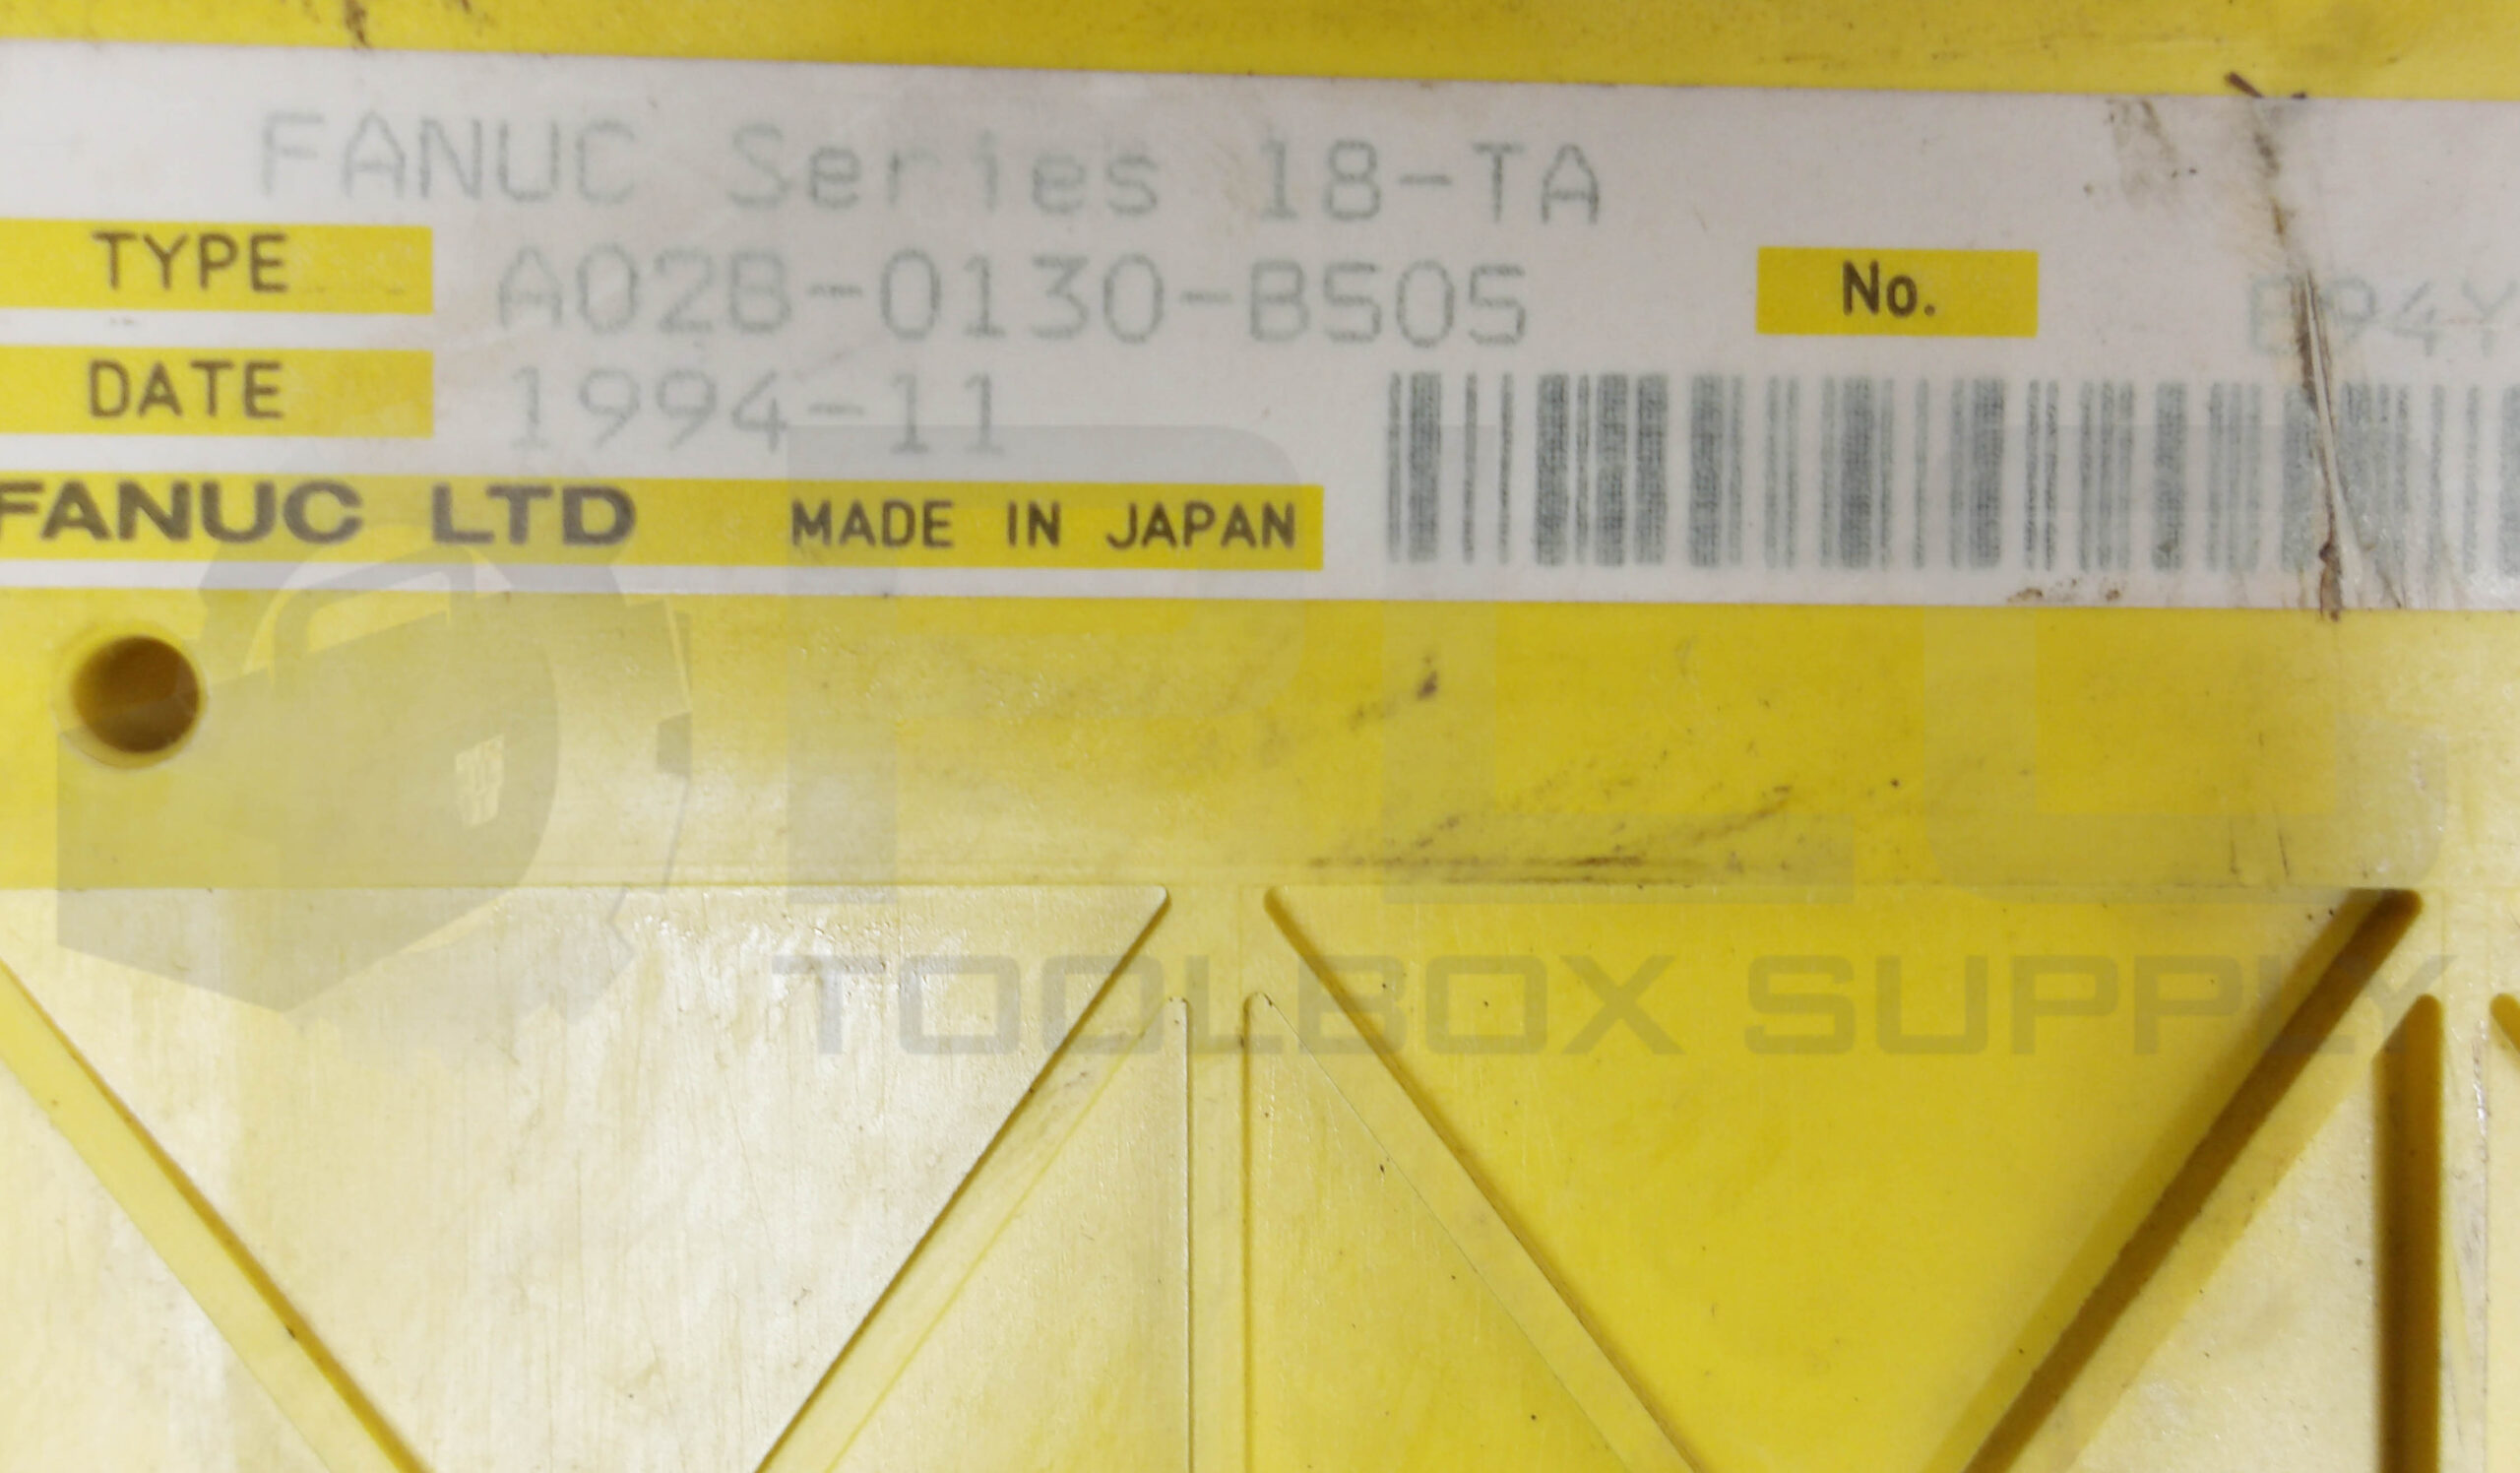 FANUC Series 18-TA
TYPE A02B-0130-B505 No.
DATE 1994-11
FANUC LTD MADE IN JAPAN
PLC
TOOLBOX SUPPLY